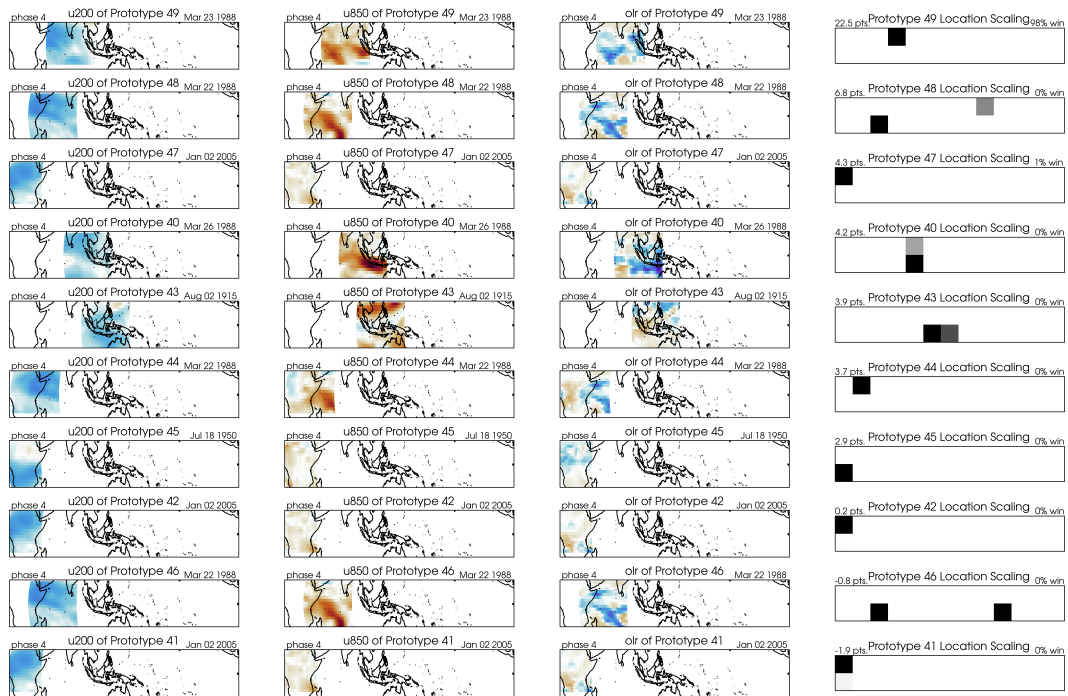 phase 4 u200 of Prototype 49 Mar 23 1988 phase 4 u850 of Prototype 49 Mar 23 1988 phase 4 olr of Prototype 49 Mar 23 1988 22.5 pts. Prototype 49 Location Scaling 98% win
phase 4 u200 of Prototype 48 Mar 22 1988 phase 4 u850 of Prototype 48 Mar 22 1988 phase 4 olr of Prototype 48 Mar 22 1988 6.8 pts. Prototype 48 Location Scaling 0% win
phase 4 u200 of Prototype 47 Jan 02 2005 phase 4 u850 of Prototype 47 Jan 02 2005 phase 4 olr of Prototype 47 Jan 02 2005 4.3 pts. Prototype 47 Location Scaling 1% win
phase 4 u200 of Prototype 40 Mar 26 1988 phase 4 u850 of Prototype 40 Mar 26 1988 phase 4 olr of Prototype 40 Mar 26 1988 4.2 pts. Prototype 40 Location Scaling 0% win
phase 4 u200 of Prototype 43 Aug 02 1915 phase 4 u850 of Prototype 43 Aug 02 1915 phase 4 olr of Prototype 43 Aug 02 1915 3.9 pts. Prototype 43 Location Scaling 0% win
phase 4 u200 of Prototype 44 Mar 22 1988 phase 4 u850 of Prototype 44 Mar 22 1988 phase 4 olr of Prototype 44 Mar 22 1988 3.7 pts. Prototype 44 Location Scaling 0% win
phase 4 u200 of Prototype 45 Jul 18 1950 phase 4 u850 of Prototype 45 Jul 18 1950 phase 4 olr of Prototype 45 Jul 18 1950 2.9 pts. Prototype 45 Location Scaling 0% win
phase 4 u200 of Prototype 42 Jan 02 2005 phase 4 u850 of Prototype 42 Jan 02 2005 phase 4 olr of Prototype 42 Jan 02 2005 0.2 pts. Prototype 42 Location Scaling 0% win
phase 4 u200 of Prototype 46 Mar 22 1988 phase 4 u850 of Prototype 46 Mar 22 1988 phase 4 olr of Prototype 46 Mar 22 1988 -0.8 pts. Prototype 46 Location Scaling 0% win
phase 4 u200 of Prototype 41 Jan 02 2005 phase 4 u850 of Prototype 41 Jan 02 2005 phase 4 olr of Prototype 41 Jan 02 2005 -1.9 pts. Prototype 41 Location Scaling 0% win